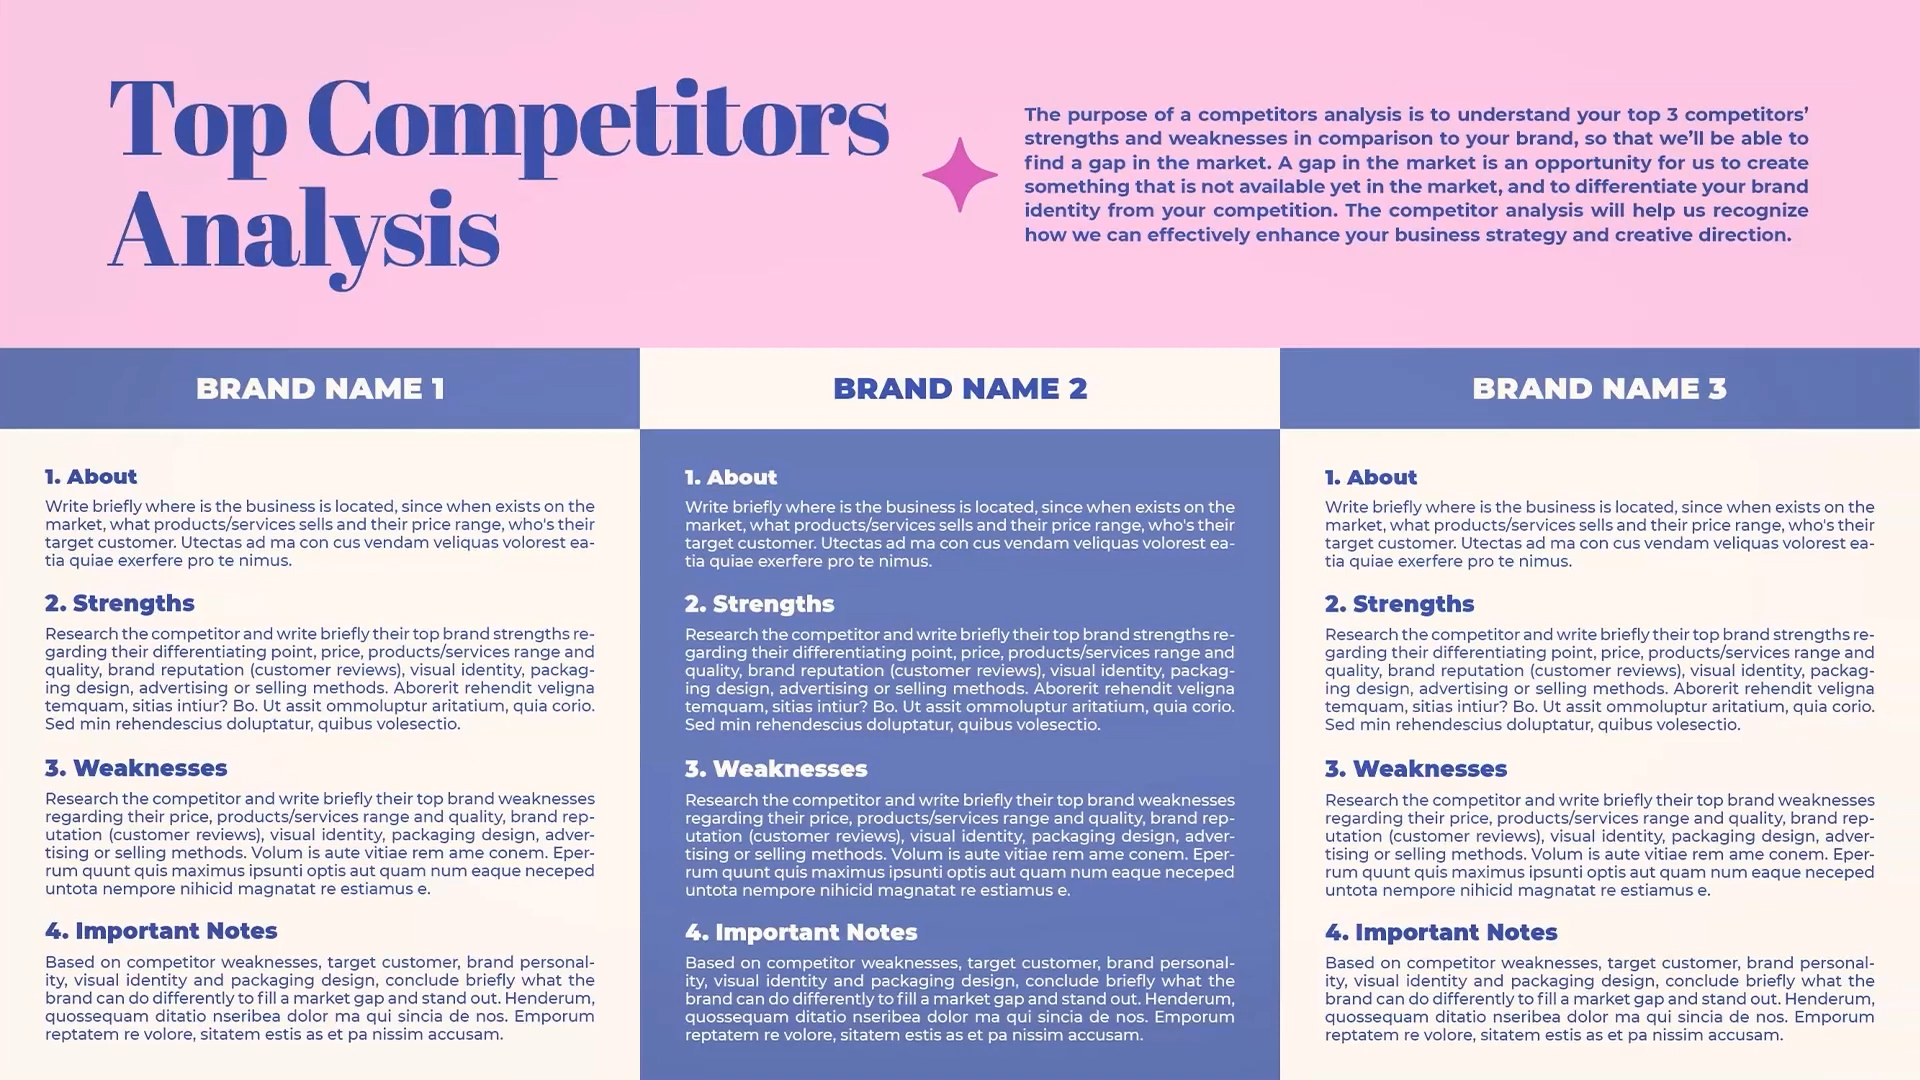 Top Competitors
Analysis
The purpose of a competitors analysis is to understand your top 3 competitors’
strengths and weaknesses in comparison to your brand, so that we’ll be able to
find a gap in the market. A gap in the market is an opportunity for us to create
something that is not available yet in the market, and to differentiate your brand
identity from your competition. The competitor analysis will help us recognize
how we can effectively enhance your business strategy and creative direction.
BRAND NAME 1
1. About
Write briefly where is the business is located, since when exists on the
market, what products/services sells and their price range, who's their
target customer. Utectas ad ma con cus vendam veliquas volorest ea-
tia quiae exerfere pro te nimus.
2. Strengths
Research the competitor and write briefly their top brand strengths re-
garding their differentiating point, price, products/services range and
quality, brand reputation (customer reviews), visual identity, packag-
ing design, advertising or selling methods. Aborerit rehendit veligna
temquam, sitias intiur? Bo. Ut assit ommoluptur aritatium, quia corio.
Sed min rehendescius doluptatur, quibus volesectio.
3. Weaknesses
Research the competitor and write briefly their top brand weaknesses
regarding their price, products/services range and quality, brand rep-
utation (customer reviews), visual identity, packaging design, adver-
tising or selling methods. Volum is aute vitiae rem ame conem. Eper-
rum quunt quis maximus ipsunti optis aut quam num eaque neceped
untota nempore nihicid magnatat re estiamus e.
4. Important Notes
Based on competitor weaknesses, target customer, brand personal-
ity, visual identity and packaging design, conclude briefly what the
brand can do differently to fill a market gap and stand out. Henderum,
quossequam ditatio nseribea dolor ma qui sincia de nos. Emporum
reptatem re volore, sitatem estis as et pa nissim accusam.
BRAND NAME 2
1. About
Write briefly where is the business is located, since when exists on the
market, what products/services sells and their price range, who's their
target customer. Utectas ad ma con cus vendam veliquas volorest ea-
tia quiae exerfere pro te nimus.
2. Strengths
Research the competitor and write briefly their top brand strengths re-
garding their differentiating point, price, products/services range and
quality, brand reputation (customer reviews), visual identity, packag-
ing design, advertising or selling methods. Aborerit rehendit veligna
temquam, sitias intiur? Bo. Ut assit ommoluptur aritatium, quia corio.
Sed min rehendescius doluptatur, quibus volesectio.
3. Weaknesses
Research the competitor and write briefly their top brand weaknesses
regarding their price, products/services range and quality, brand rep-
utation (customer reviews), visual identity, packaging design, adver-
tising or selling methods. Volum is aute vitiae rem ame conem. Eper-
rum quunt quis maximus ipsunti optis aut quam num eaque neceped
untota nempore nihicid magnatat re estiamus e.
4. Important Notes
Based on competitor weaknesses, target customer, brand personal-
ity, visual identity and packaging design, conclude briefly what the
brand can do differently to fill a market gap and stand out. Henderum,
quossequam ditatio nseribea dolor ma qui sincia de nos. Emporum
reptatem re volore, sitatem estis as et pa nissim accusam.
BRAND NAME 3
1. About
Write briefly where is the business is located, since when exists on the
market, what products/services sells and their price range, who's their
target customer. Utectas ad ma con cus vendam veliquas volorest ea-
tia quiae exerfere pro te nimus.
2. Strengths
Research the competitor and write briefly their top brand strengths re-
garding their differentiating point, price, products/services range and
quality, brand reputation (customer reviews), visual identity, packag-
ing design, advertising or selling methods. Aborerit rehendit veligna
temquam, sitias intiur? Bo. Ut assit ommoluptur aritatium, quia corio.
Sed min rehendescius doluptatur, quibus volesectio.
3. Weaknesses
Research the competitor and write briefly their top brand weaknesses
regarding their price, products/services range and quality, brand rep-
utation (customer reviews), visual identity, packaging design, adver-
tising or selling methods. Volum is aute vitiae rem ame conem. Eper-
rum quunt quis maximus ipsunti optis aut quam num eaque neceped
untota nempore nihicid magnatat re estiamus e.
4. Important Notes
Based on competitor weaknesses, target customer, brand personal-
ity, visual identity and packaging design, conclude briefly what the
brand can do differently to fill a market gap and stand out. Henderum,
quossequam ditatio nseribea dolor ma qui sincia de nos. Emporum
reptatem re volore, sitatem estis as et pa nissim accusam.